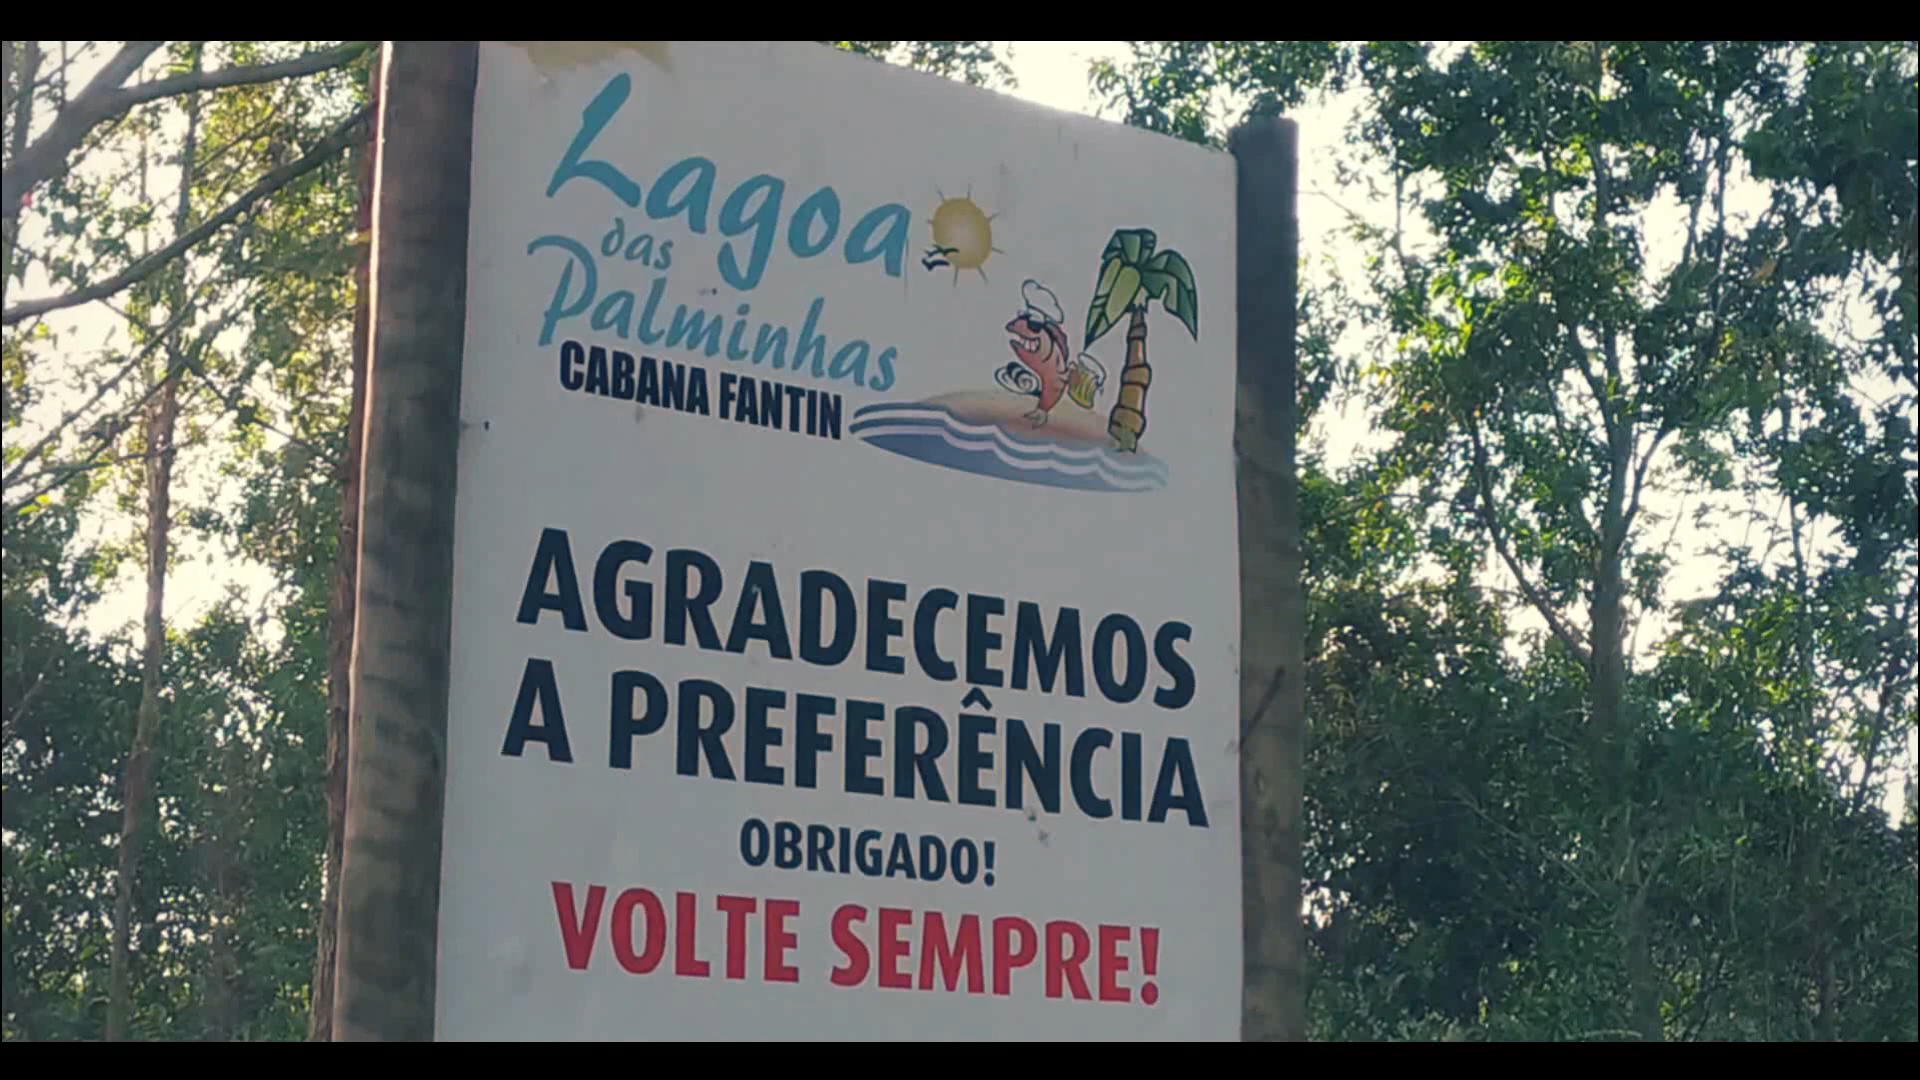 Lagoa
das
Palminhas
CABANA FANTIN
AGRADECEMOS
A PREFERÊNCIA
OBRIGADO!
VOLTE SEMPRE!